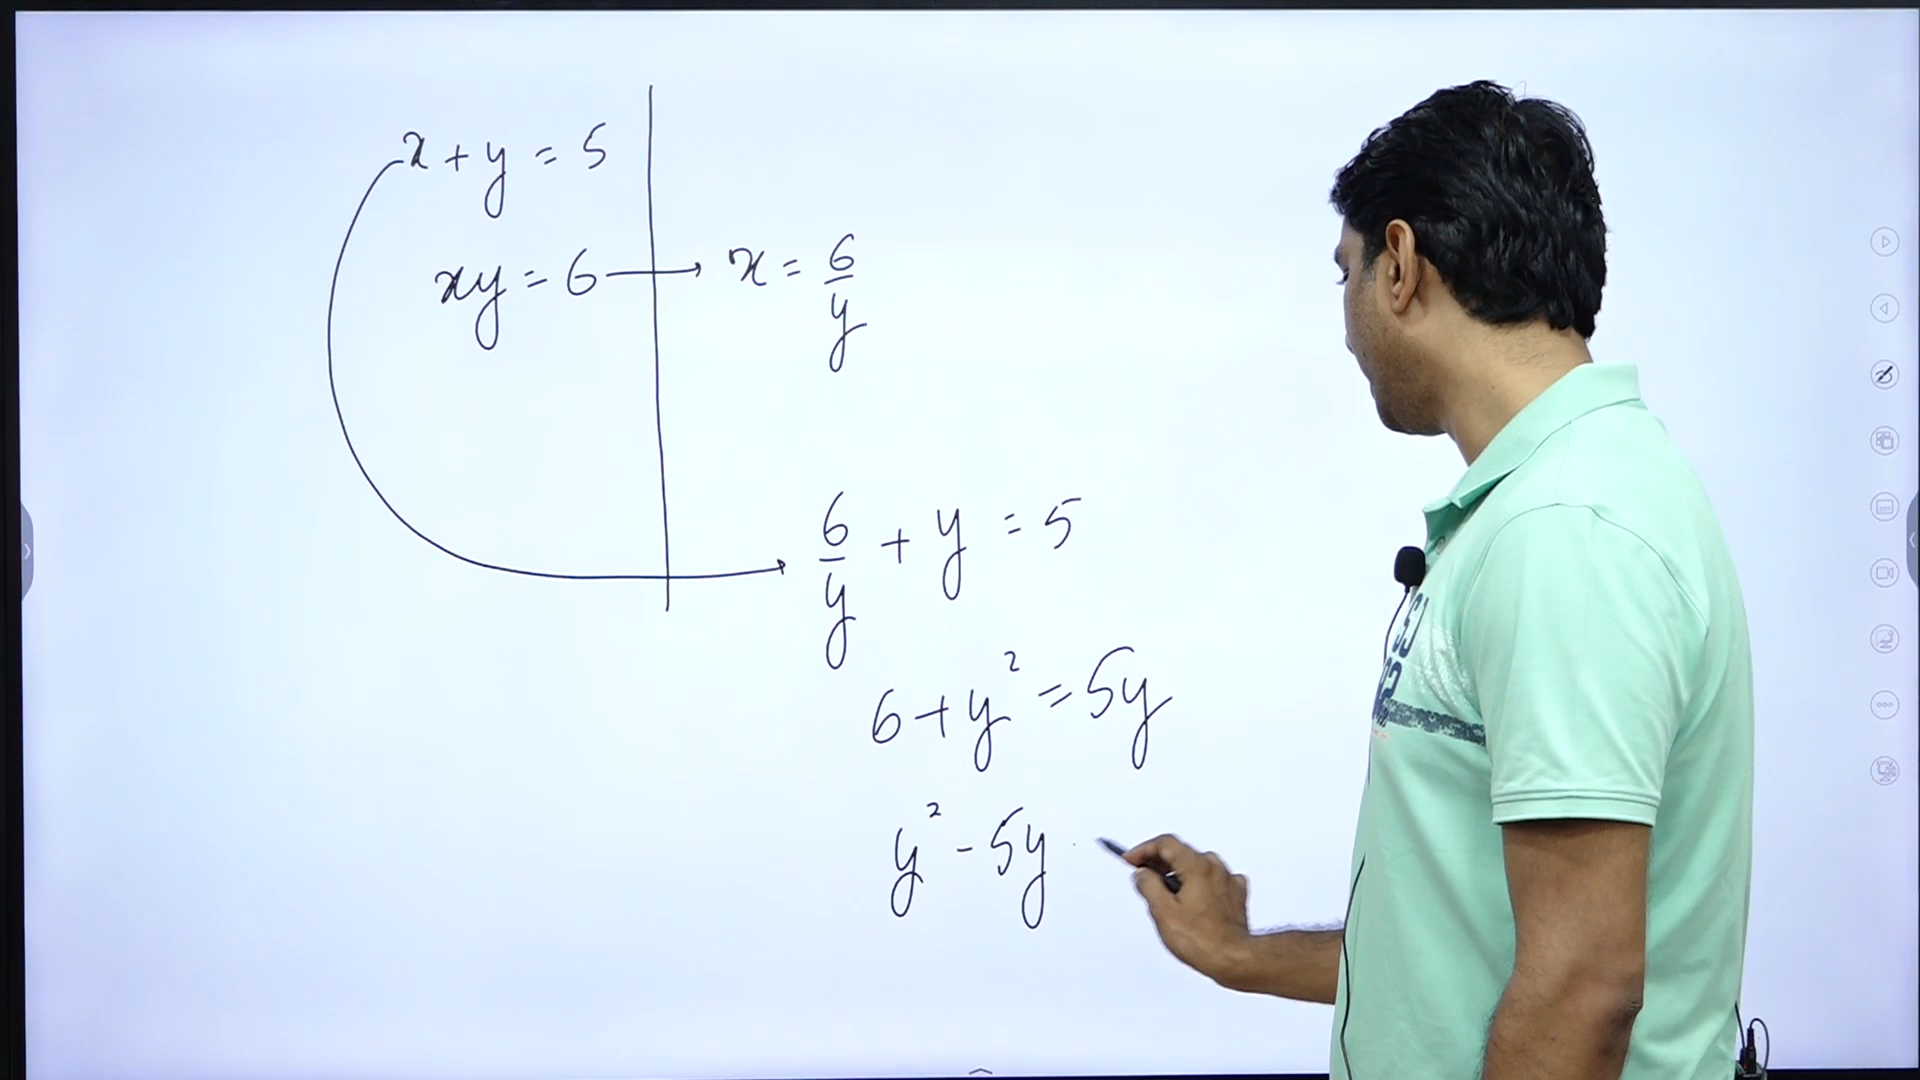 x + y = 5
xy = 6 → x = 6/y
6/y + y = 5
6 + y² = 5y
y² - 5y